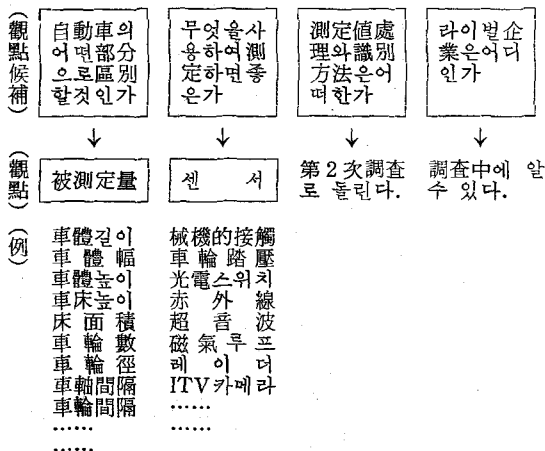 (觀點候補)
自動車의
어떤部分
으로區別
할것인가
무엇을사
용하여測
定하면좋
은가
測定値處
理와識別
方法은어
떠한가
라이벌企
業은어디
인가
↓ ↓ ↓ ↓
(觀點)
被測定量
센 서
第2次調査
로 돌린다.
調査中에 알
수 있다.
(例)
車體길이
車體幅
車體높이
車床높이
床面積
車輪數
車輪徑
車軸間隔
車輪間隔
……
……
械機的接觸
車輪踏壓
光電스위치
赤外線
超音波
磁氣루프
레이더
ITV카메라
……
……